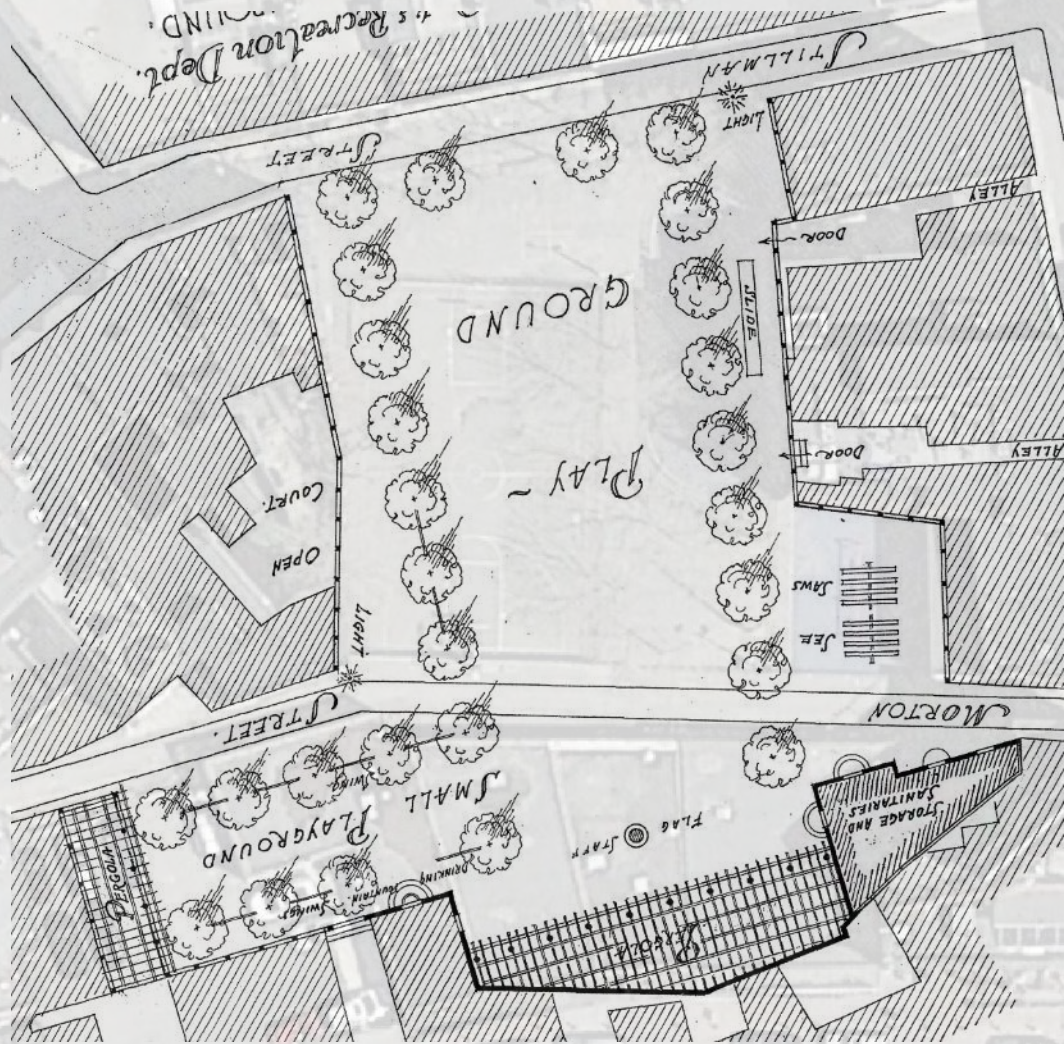 PERGOLA
SWINGS
DRINKING
FOUNTAIN
PERGOLA
STORAGE AND
SANITARIES
FLAG
STAFF
SMALL
PLAYGROUND
SWING
MORTON
STREET.
SEE
SAWS
LIGHT
OPEN
COURT.
PLAY~
GROUND
ALLEY
DOOR
SLIDE
DOOR
ALLEY
LIGHT
STILLMAN
STREET
Recreation Dept.